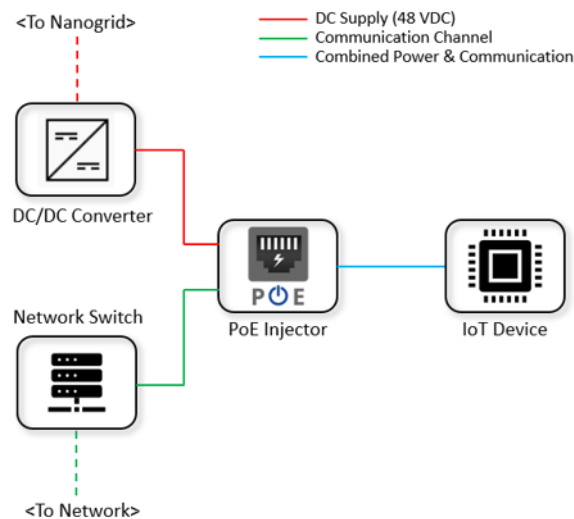 <To Nanogrid>
DC Supply (48 VDC)
Communication Channel
Combined Power & Communication
DC/DC Converter
POE
PoE Injector
IoT Device
Network Switch
<To Network>